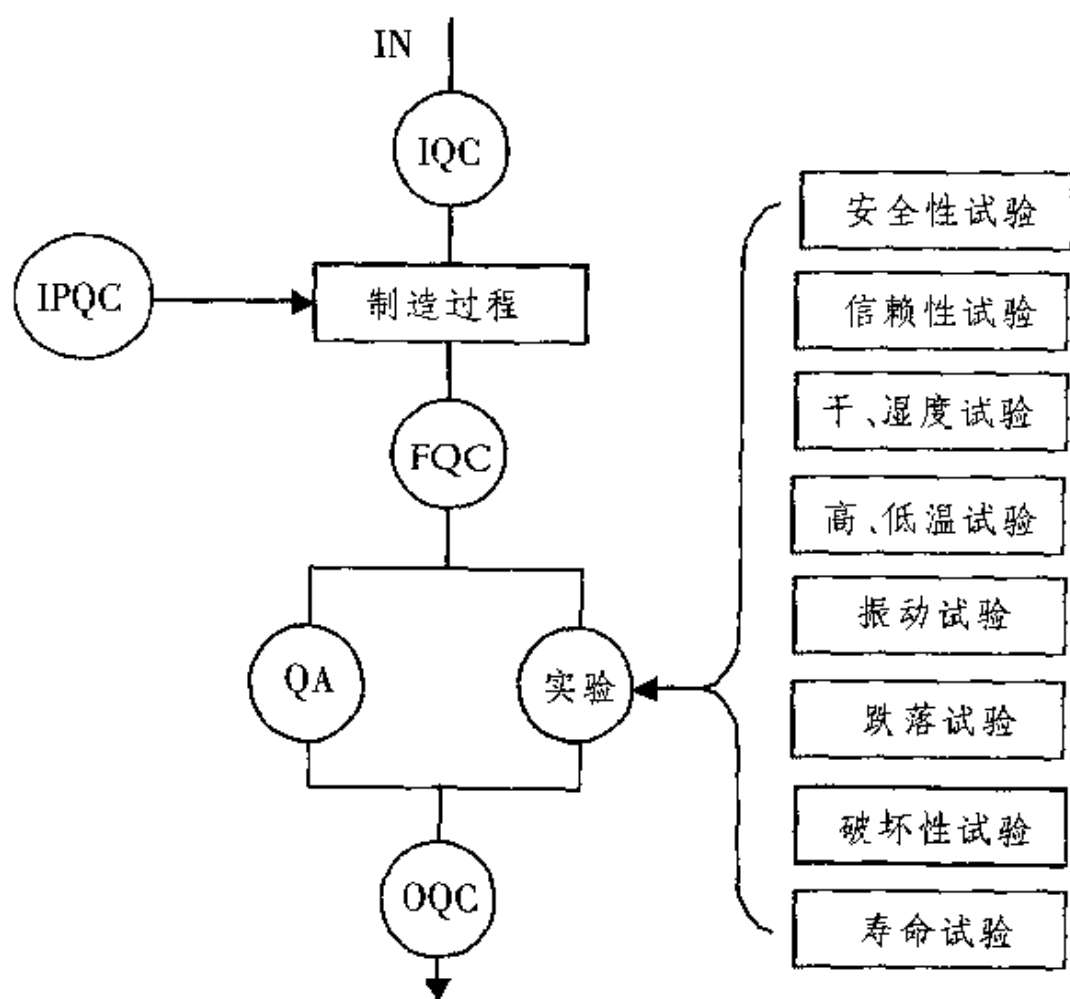 IN
IQC
IPQC
制造过程
FQC
QA
实验
OQC
安全性试验
信赖性试验
干、湿度试验
高、低温试验
振动试验
跌落试验
破坏性试验
寿命试验